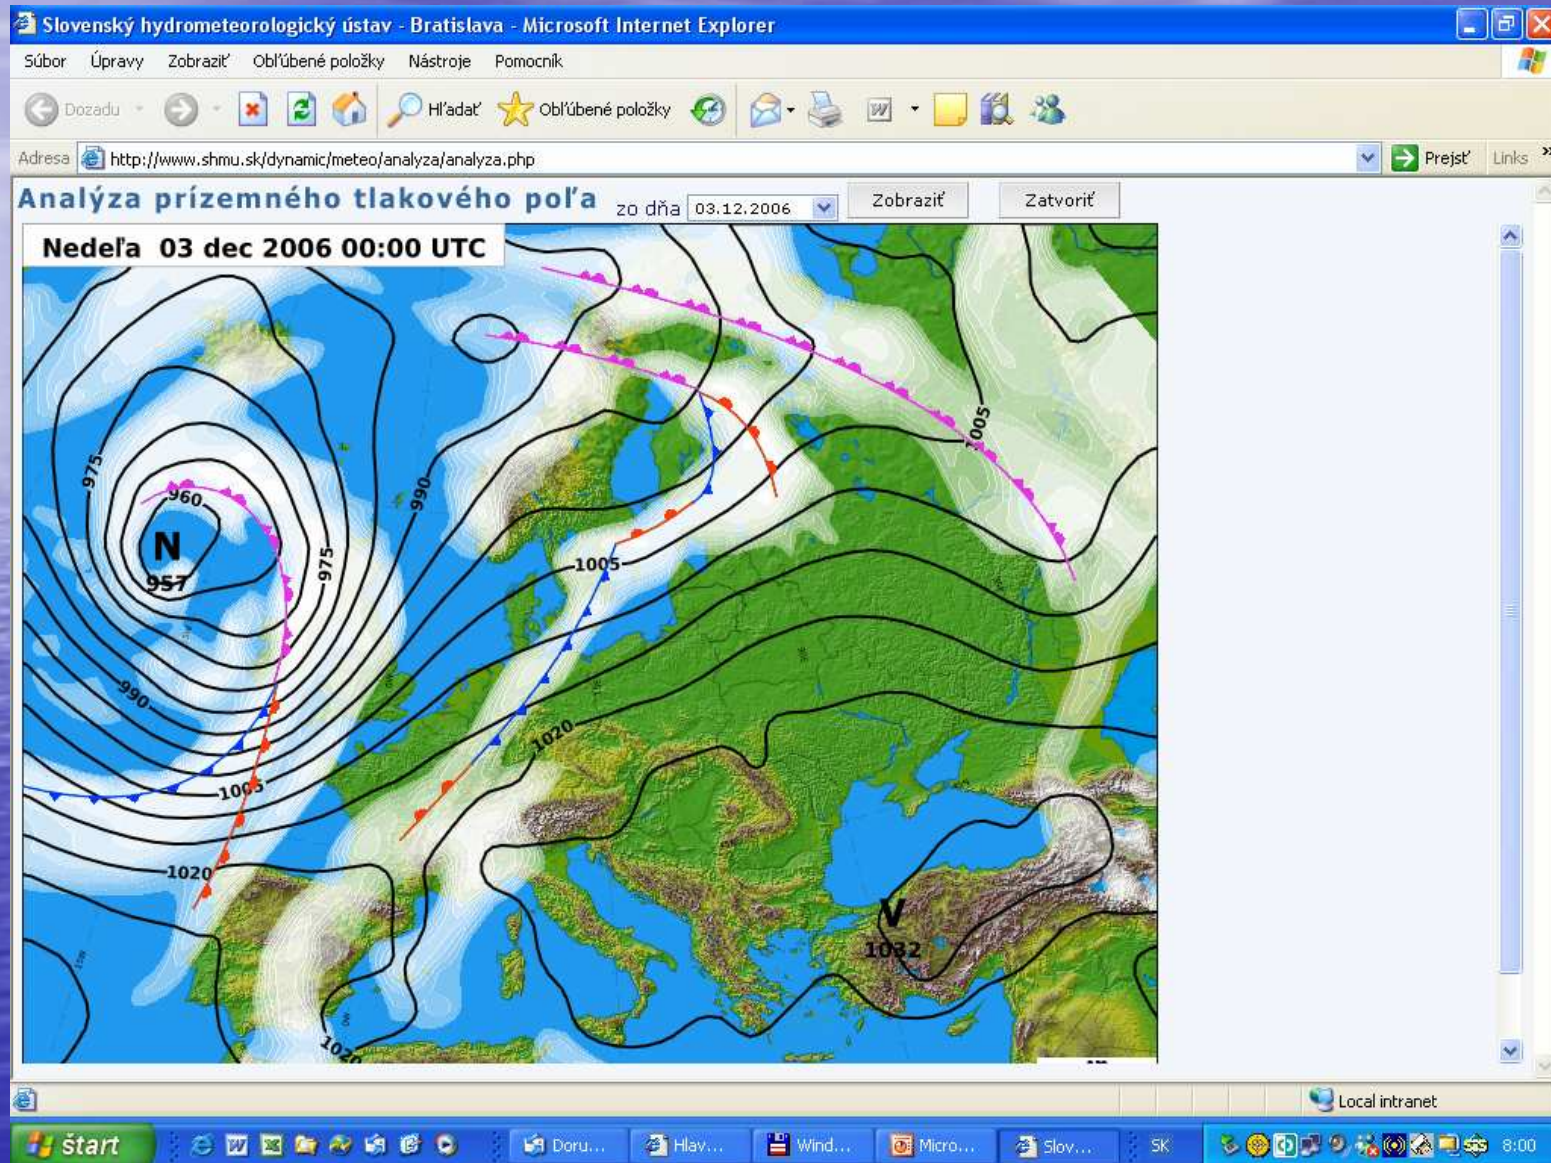 Slovenský hydrometeorologický ústav - Bratislava - Microsoft Internet Explorer
Súbor Úpravy Zobraziť Obľúbené položky Nástroje Pomocník
Dozadu Hľadať Obľúbené položky
Adresa http://www.shmu.sk/dynamic/meteo/analyza/analyza.php Prejsť Links »
Analýza prízemného tlakového poľa zo dňa 03.12.2006 Zobraziť Zatvoriť
Nedeľa 03 dec 2006 00:00 UTC
1005
975
960
990
N
957
975
1005
990
1020
1005
1020
V
1032
1020
Local intranet
štart Doru... Hlav... Wind... Micro... Slov... SK 8:00